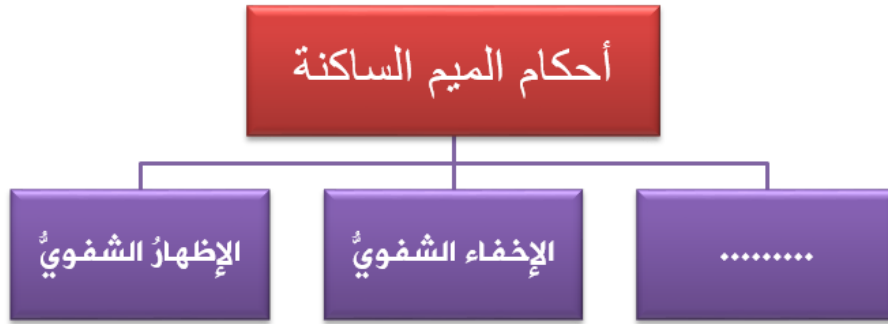 أحكام الميم الساكنة
.........
الإخفاء الشفويُّ
الإظهارُ الشفويُّ